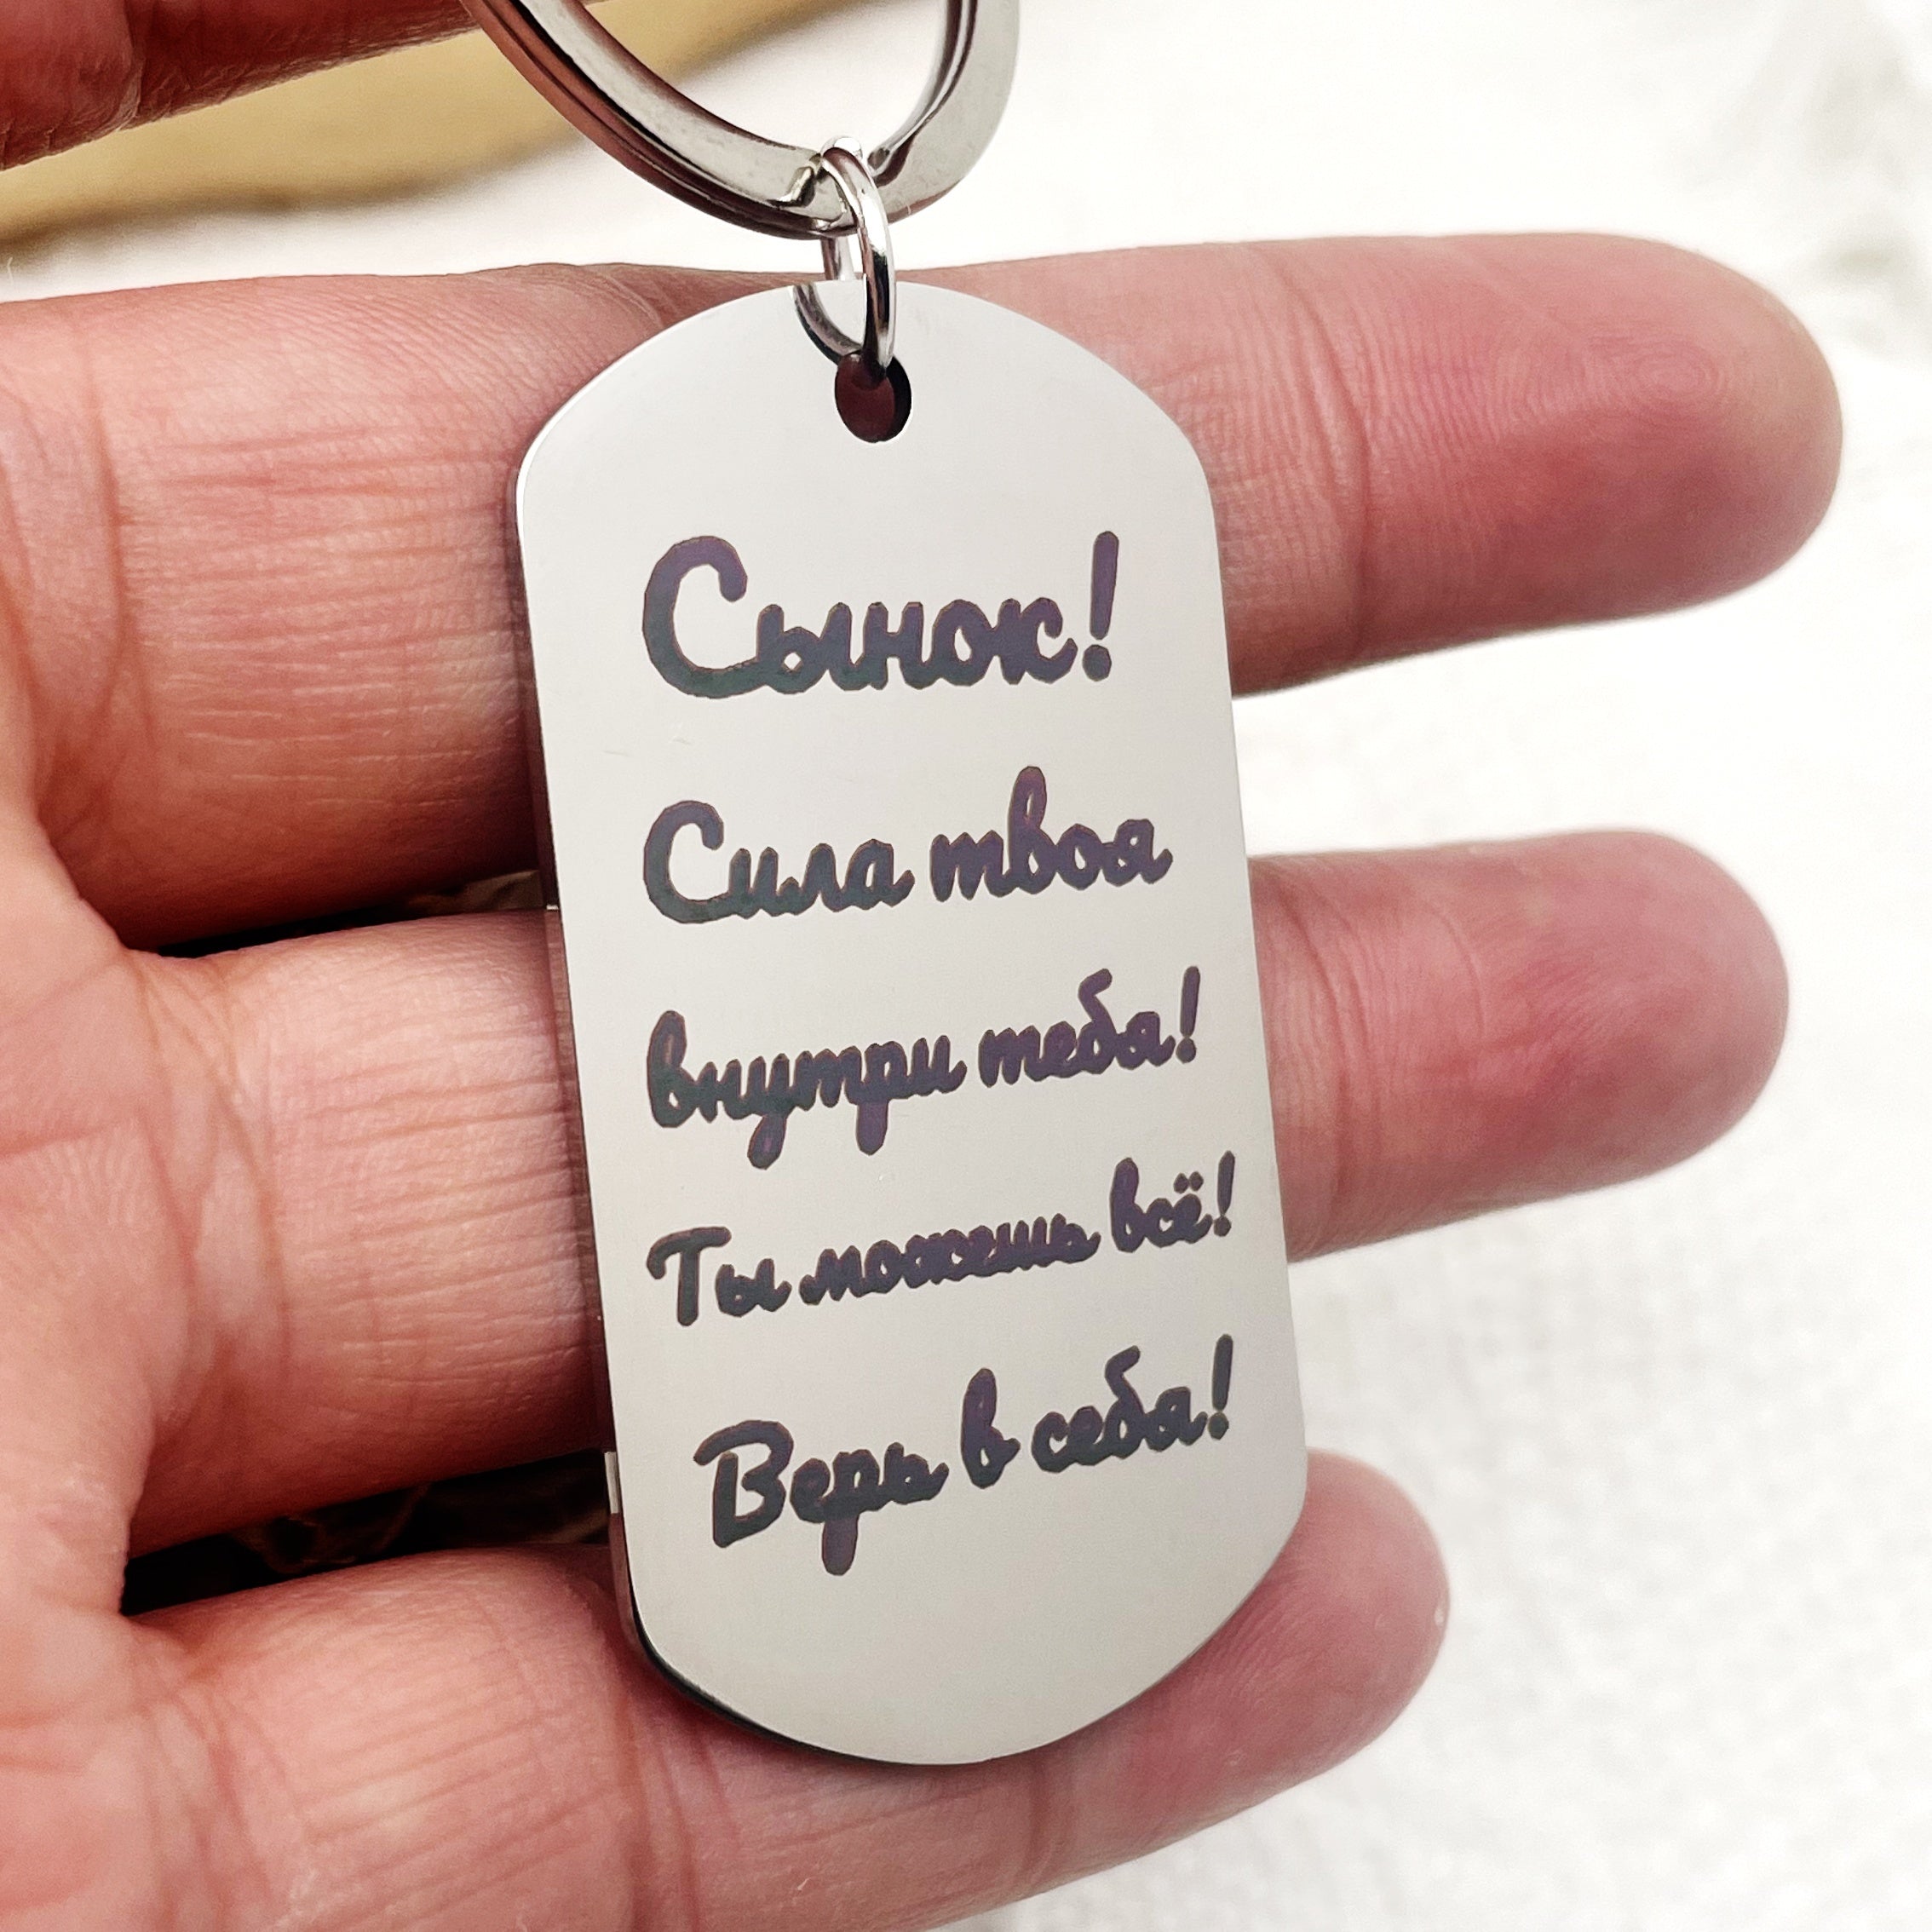 Сынок!
Сила твоя
внутри тебя!
Ты можешь всё!
Верь в себя!